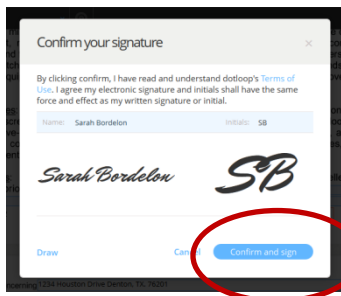 Confirm your signature ×
By clicking confirm, I have read and understand dotloop's Terms of
Use. I agree my electronic signature and initials shall have the same
force and effect as my written signature or initial.
Name: Sarah Bordelon Initials: SB
Sarah Bordelon SB
Draw Cancel Confirm and sign
1234 Houston Drive Denton, TX, 76201